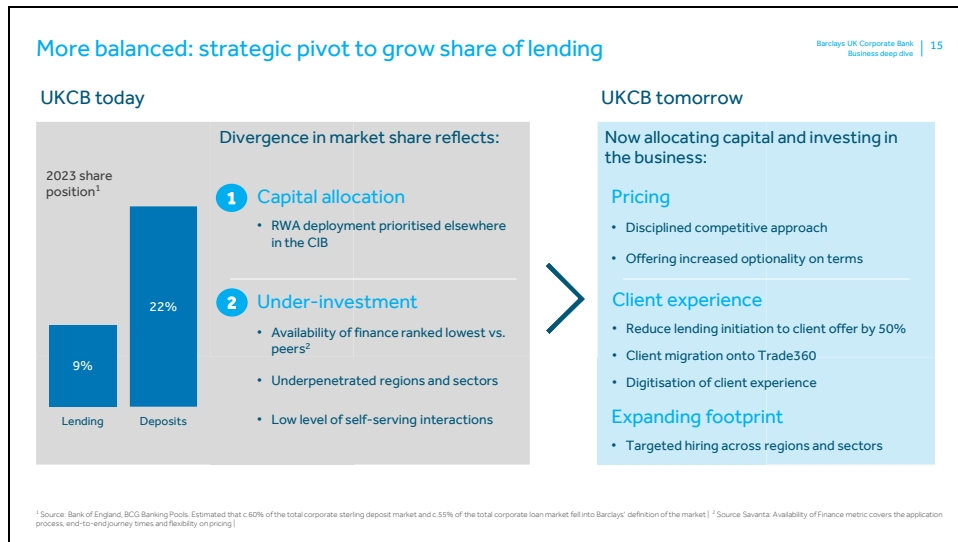 More balanced: strategic pivot to grow share of lending
Barclays UK Corporate Bank
Business deep dive
15
UKCB today
2023 share
position1
22%
9%
Lending
Deposits
Divergence in market share reflects:
1 Capital allocation
• RWA deployment prioritised elsewhere
in the CIB
2 Under-investment
• Availability of finance ranked lowest vs.
peers2
• Underpenetrated regions and sectors
• Low level of self-serving interactions
UKCB tomorrow
Now allocating capital and investing in
the business:
Pricing
• Disciplined competitive approach
• Offering increased optionality on terms
Client experience
• Reduce lending initiation to client offer by 50%
• Client migration onto Trade360
• Digitisation of client experience
Expanding footprint
• Targeted hiring across regions and sectors
1 Source: Bank of England, BCG Banking Pools. Estimated that c.60% of the total corporate sterling deposit market and c.55% of the total corporate loan market fell into Barclays' definition of the market | 2 Source Savanta: Availability of Finance metric covers the application
process, end-to-end journey times and flexibility on pricing |